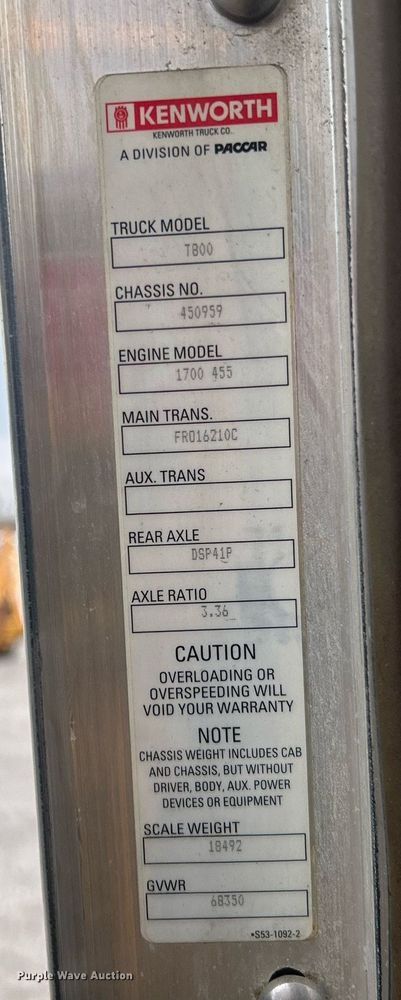 KENWORTH
KENWORTH TRUCK CO.
A DIVISION OF PACCAR
TRUCK MODEL
T800
CHASSIS NO.
450959
ENGINE MODEL
1700 455
MAIN TRANS.
FRO16210C
AUX. TRANS
REAR AXLE
DSP41P
AXLE RATIO
3.36
CAUTION
OVERLOADING OR
OVERSPEEDING WILL
VOID YOUR WARRANTY
NOTE
CHASSIS WEIGHT INCLUDES CAB
AND CHASSIS, BUT WITHOUT
DRIVER, BODY, AUX. POWER
DEVICES OR EQUIPMENT
SCALE WEIGHT
18492
GVWR
68350
*S53-1092-2
Purple Wave Auction